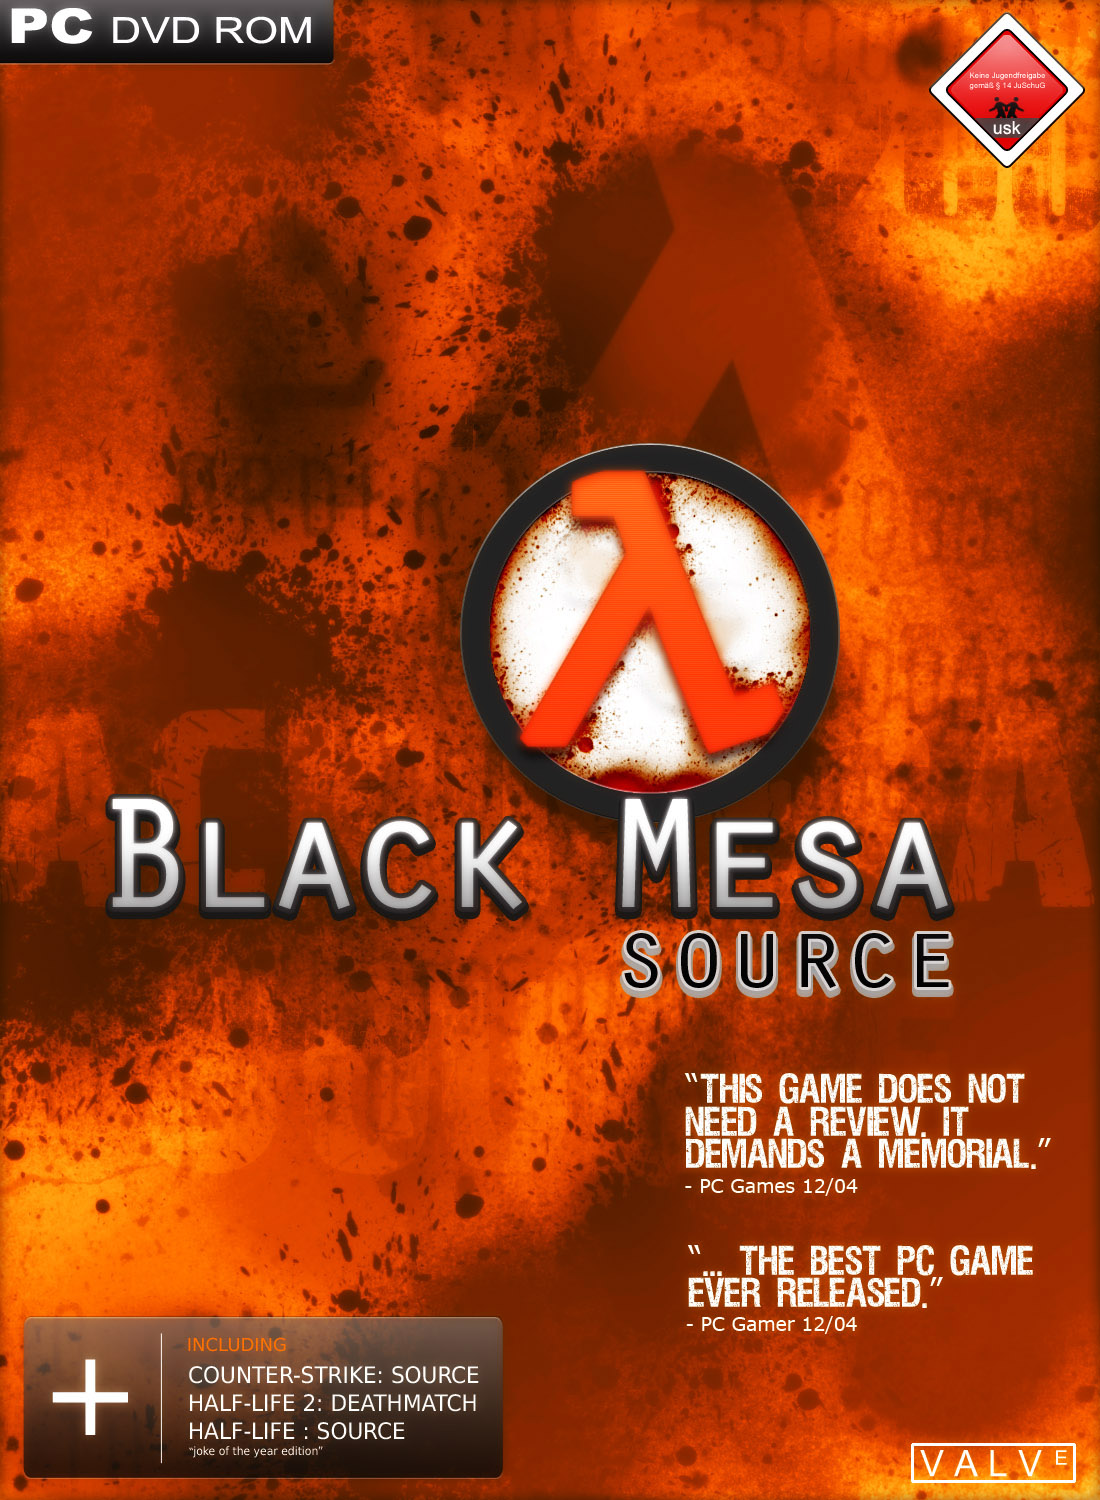 PC DVD ROM
Keine Jugendfreigabe
gemäß § 14 JuSchuG
usk
BLACK MESA
SOURCE
“THIS GAME DOES NOT
NEED A REVIEW. IT
DEMANDS A MEMORIAL.”
- PC Games 12/04
“... THE BEST PC GAME
EVER RELEASED.”
- PC Gamer 12/04
INCLUDING
COUNTER-STRIKE: SOURCE
HALF-LIFE 2: DEATHMATCH
HALF-LIFE : SOURCE
“joke of the year edition”
VALVE